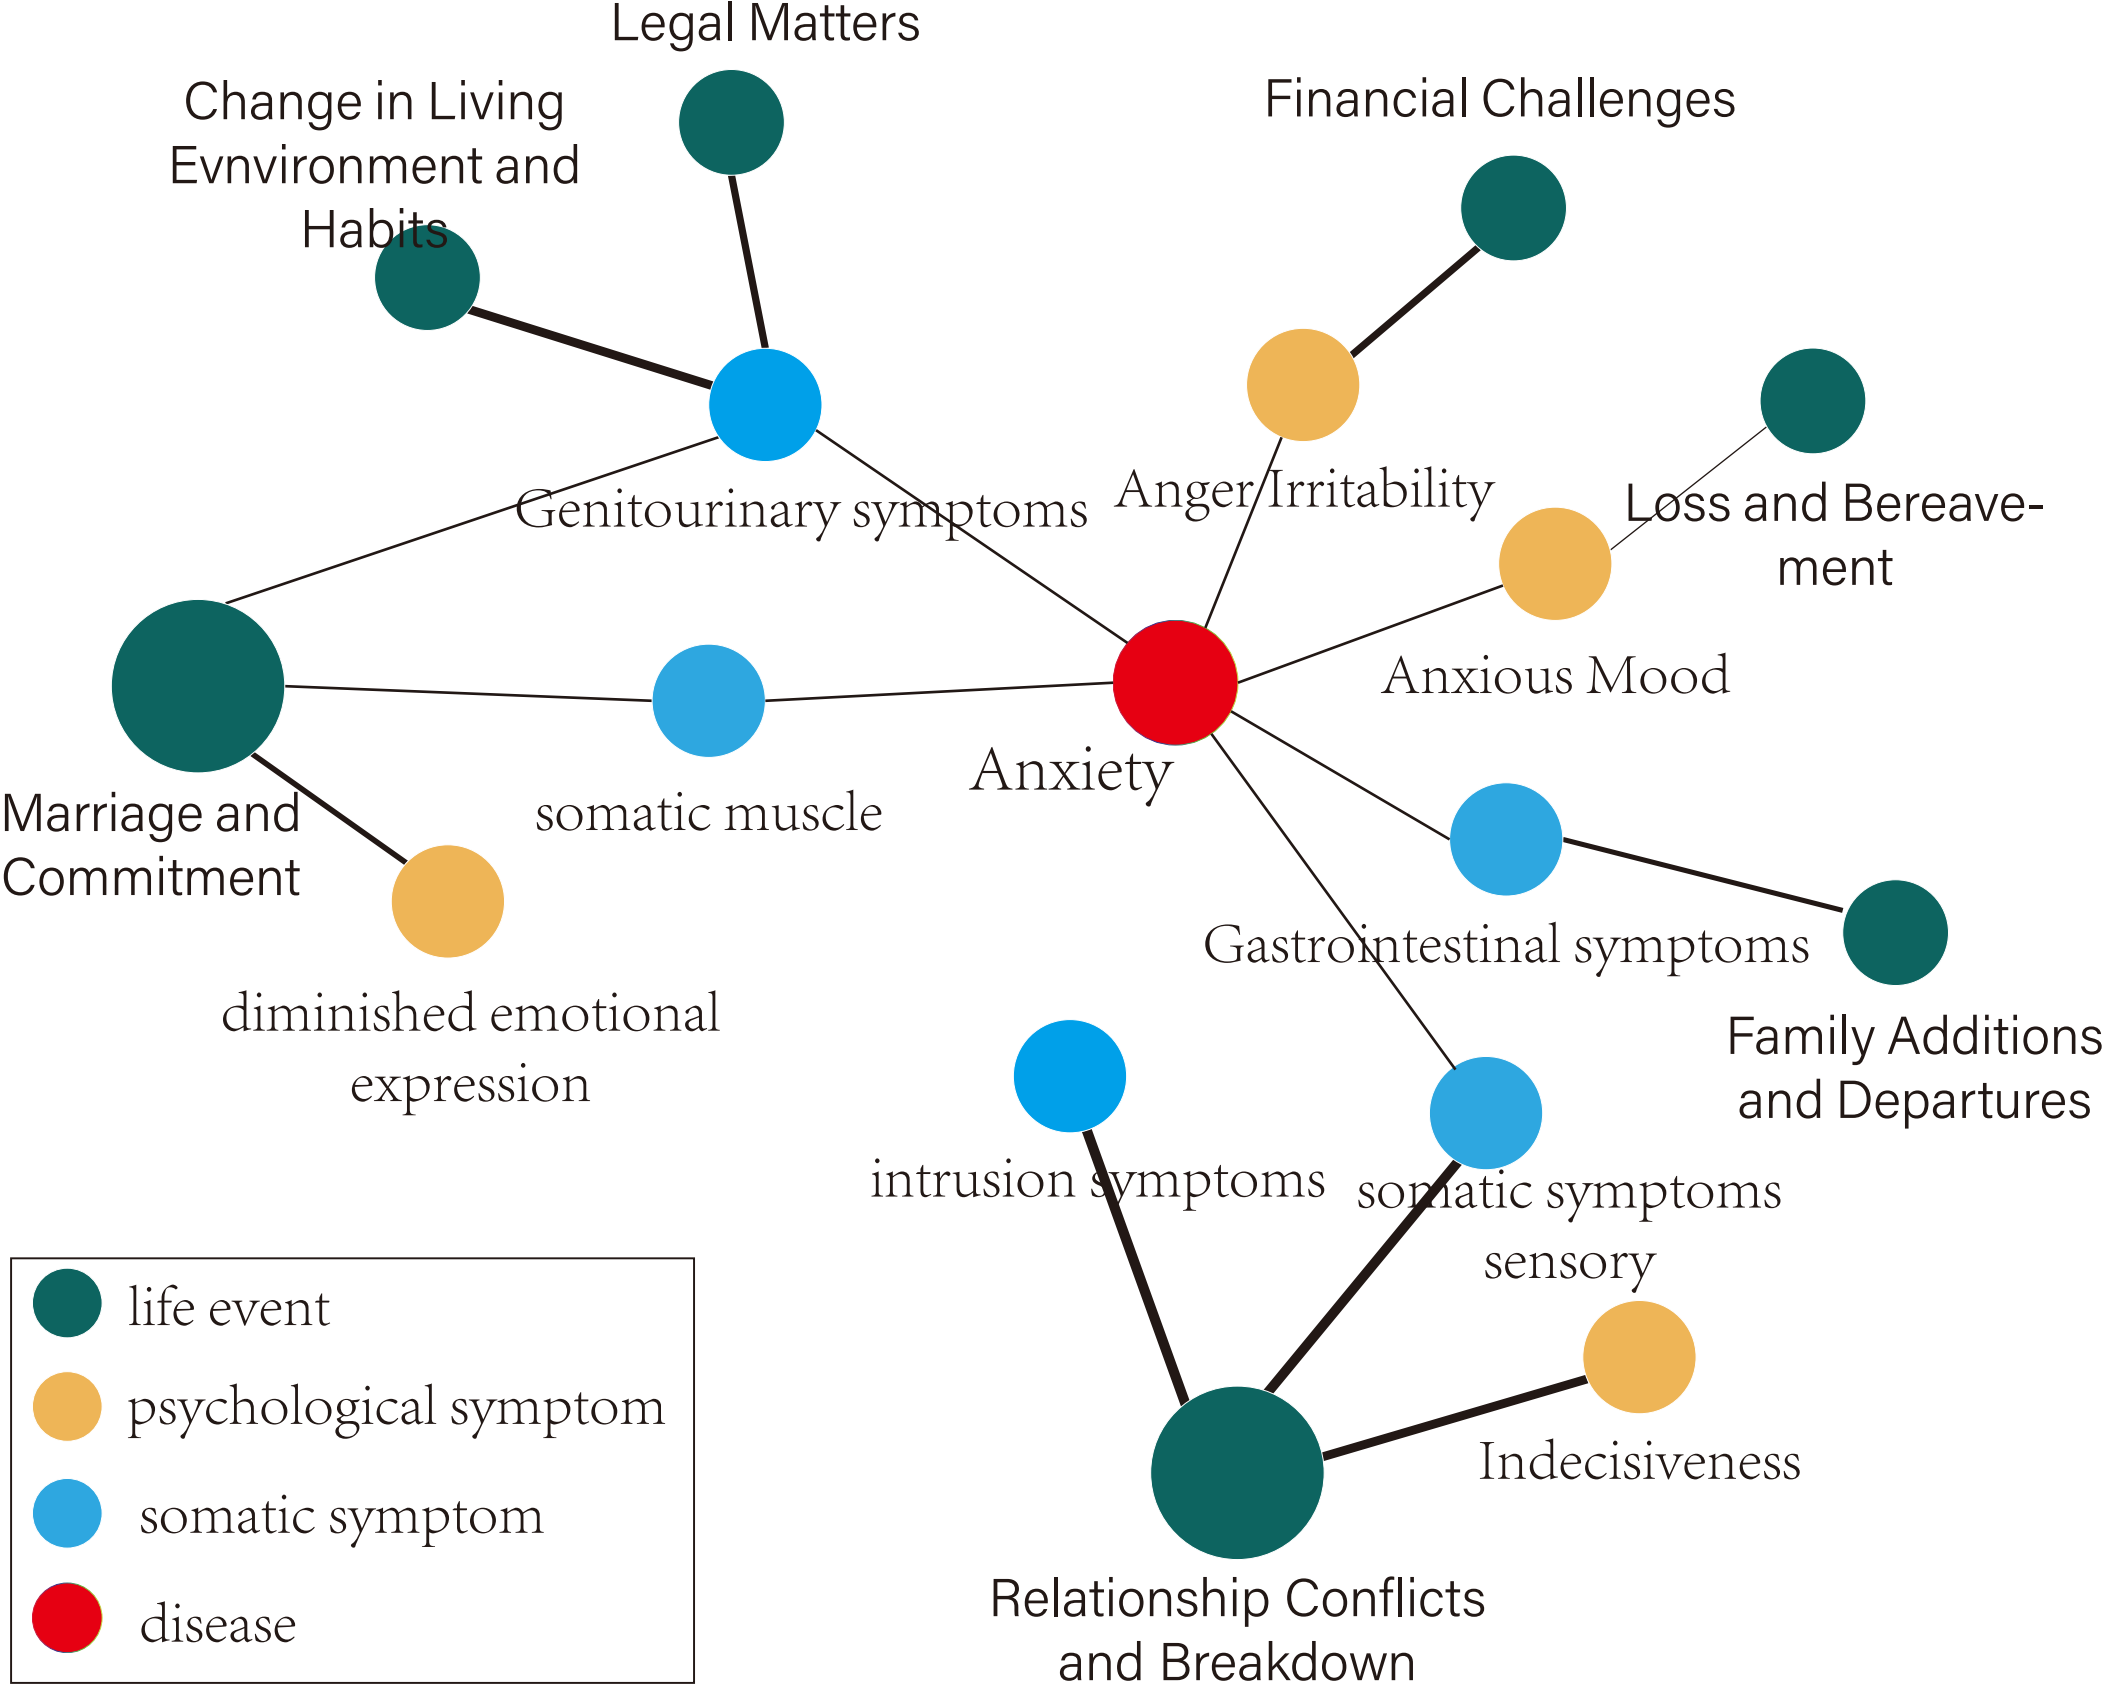 Legal Matters
Change in Living
Evnvironment and
Habits
Financial Challenges
Genitourinary symptoms
Anger Irritability
Loss and Bereave-
ment
Anxious Mood
Anxiety
somatic muscle
Marriage and
Commitment
Gastrointestinal symptoms
diminished emotional
expression
Family Additions
and Departures
intrusion symptoms
somatic symptoms
sensory
Indecisiveness
Relationship Conflicts
and Breakdown
life event
psychological symptom
somatic symptom
disease